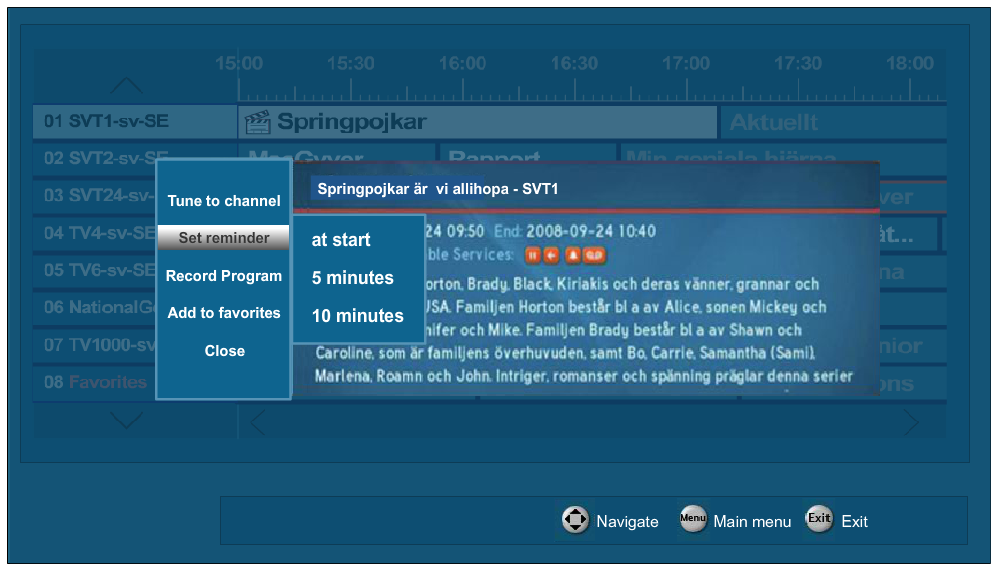 15:00 15:30 16:00 16:30 17:00 17:30 18:00
01 SVT1-sv-SE Springpojkar Aktuellt
02 SVT2-sv-SE MacGyver Rapport Min geniala hjärna
03 SVT24-sv-
04 TV4-sv-SE
05 TV6-sv-SE
06 NationalG
07 TV1000-sv
08 Favorites
Tune to channel
Set reminder
Record Program
Add to favorites
Close
at start
5 minutes
10 minutes
Springpojkar är vi allihopa - SVT1
24 09:50 End: 2008-09-24 10:40
ble Services:
orton, Brady, Black, Kiriakis och deras vänner, grannar och
USA. Familjen Horton består bl a av Alice, sonen Mickey och
nifer och Mike. Familjen Brady består bl a av Shawn och
Caroline, som är familjens överhuvuden, samt Bo, Carrie, Samantha (Sami),
Marlena, Roamn och John. Intriger, romanser och spänning präglar denna serier
Navigate Menu Main menu Exit Exit